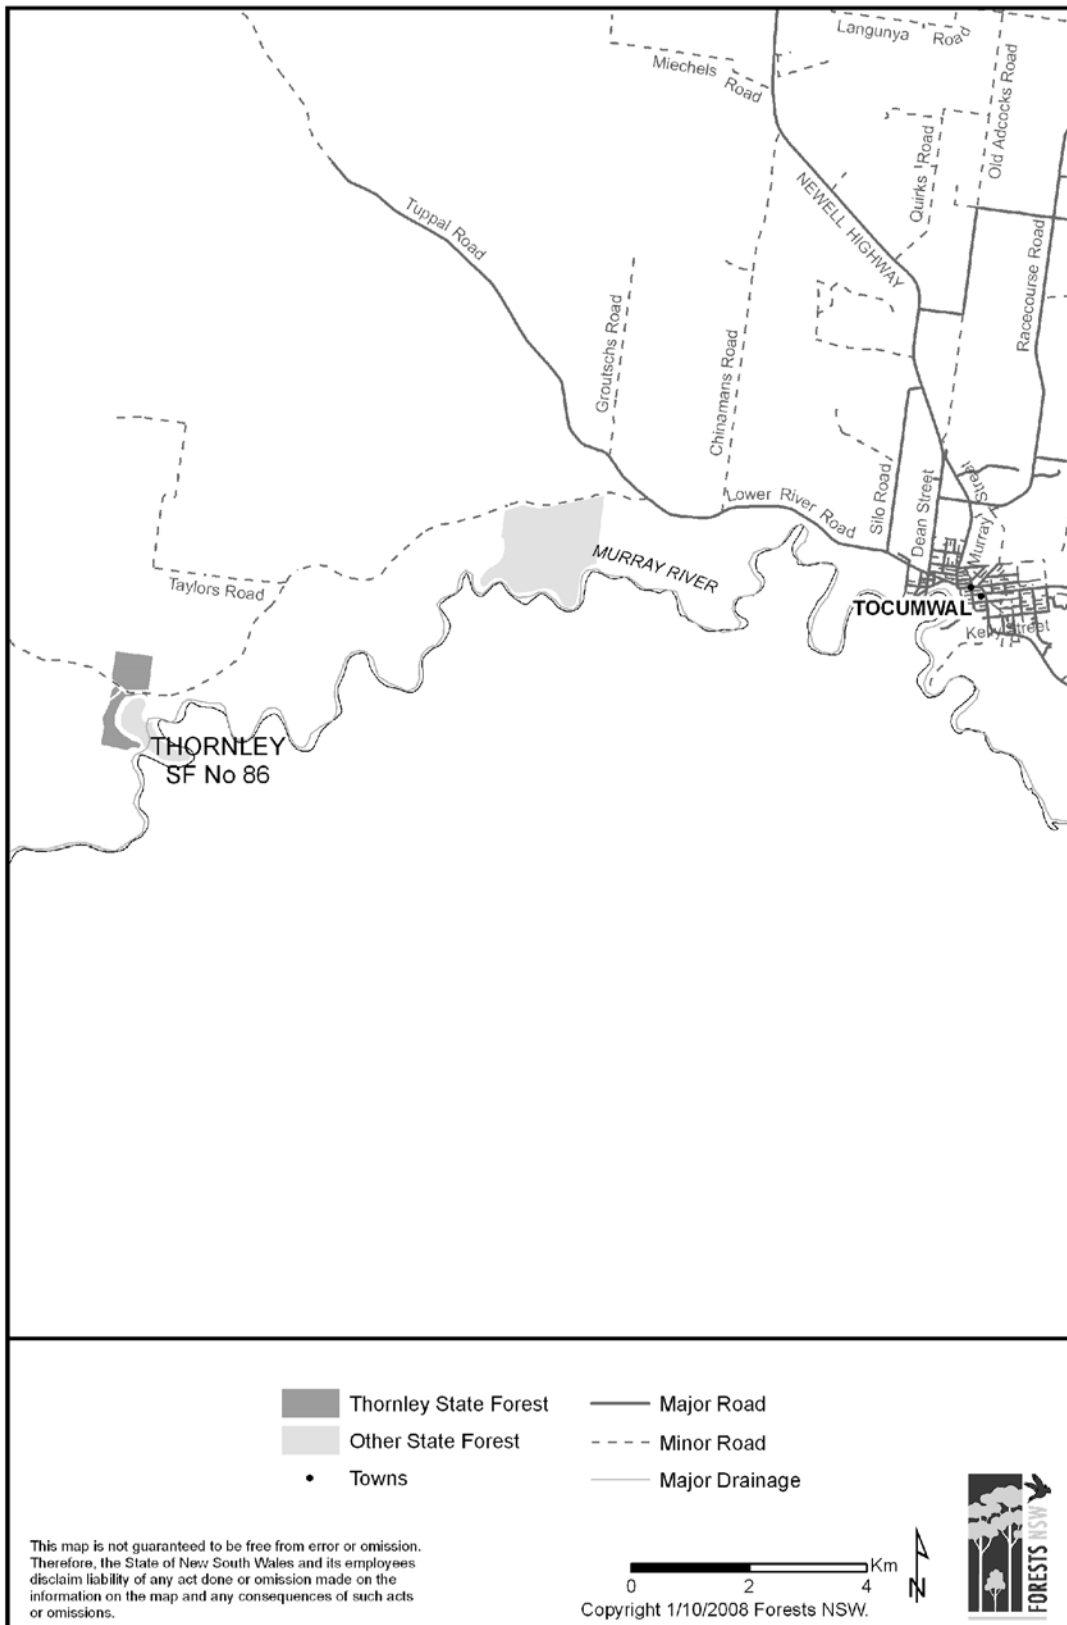 Langunya Road
Miechels Road
Old Adcocks Road
Quirks Road
NEWELL HIGHWAY
Tuppal Road
Racecourse Road
Groutschs Road
Chinamans Road
Silo Road
Dean Street
Murray Street
Lower River Road
MURRAY RIVER
Taylors Road
TOCUMWAL
Kelly Street
THORNLEY
SF No 86
Thornley State Forest
Major Road
Other State Forest
Minor Road
Towns
Major Drainage
This map is not guaranteed to be free from error or omission.
Therefore, the State of New South Wales and its employees
disclaim liability of any act done or omission made on the
information on the map and any consequences of such acts
or omissions.
Km
0 2 4
Copyright 1/10/2008 Forests NSW.
N
FORESTS NSW